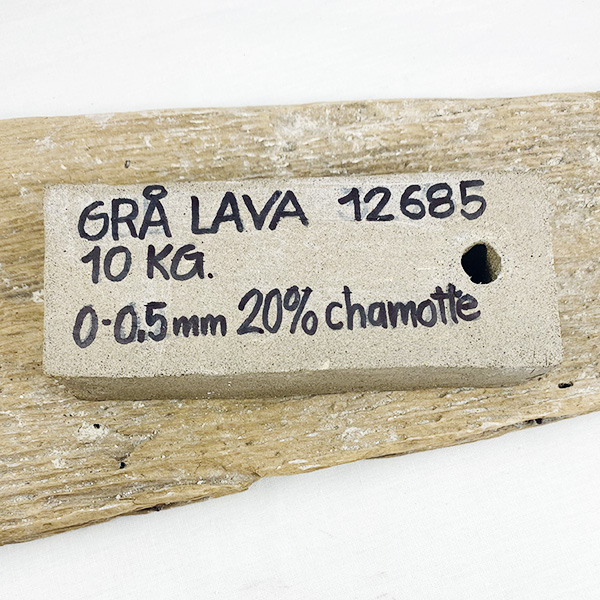 GRÅ LAVA 12685
10 KG.
0-0.5mm 20% chamotte